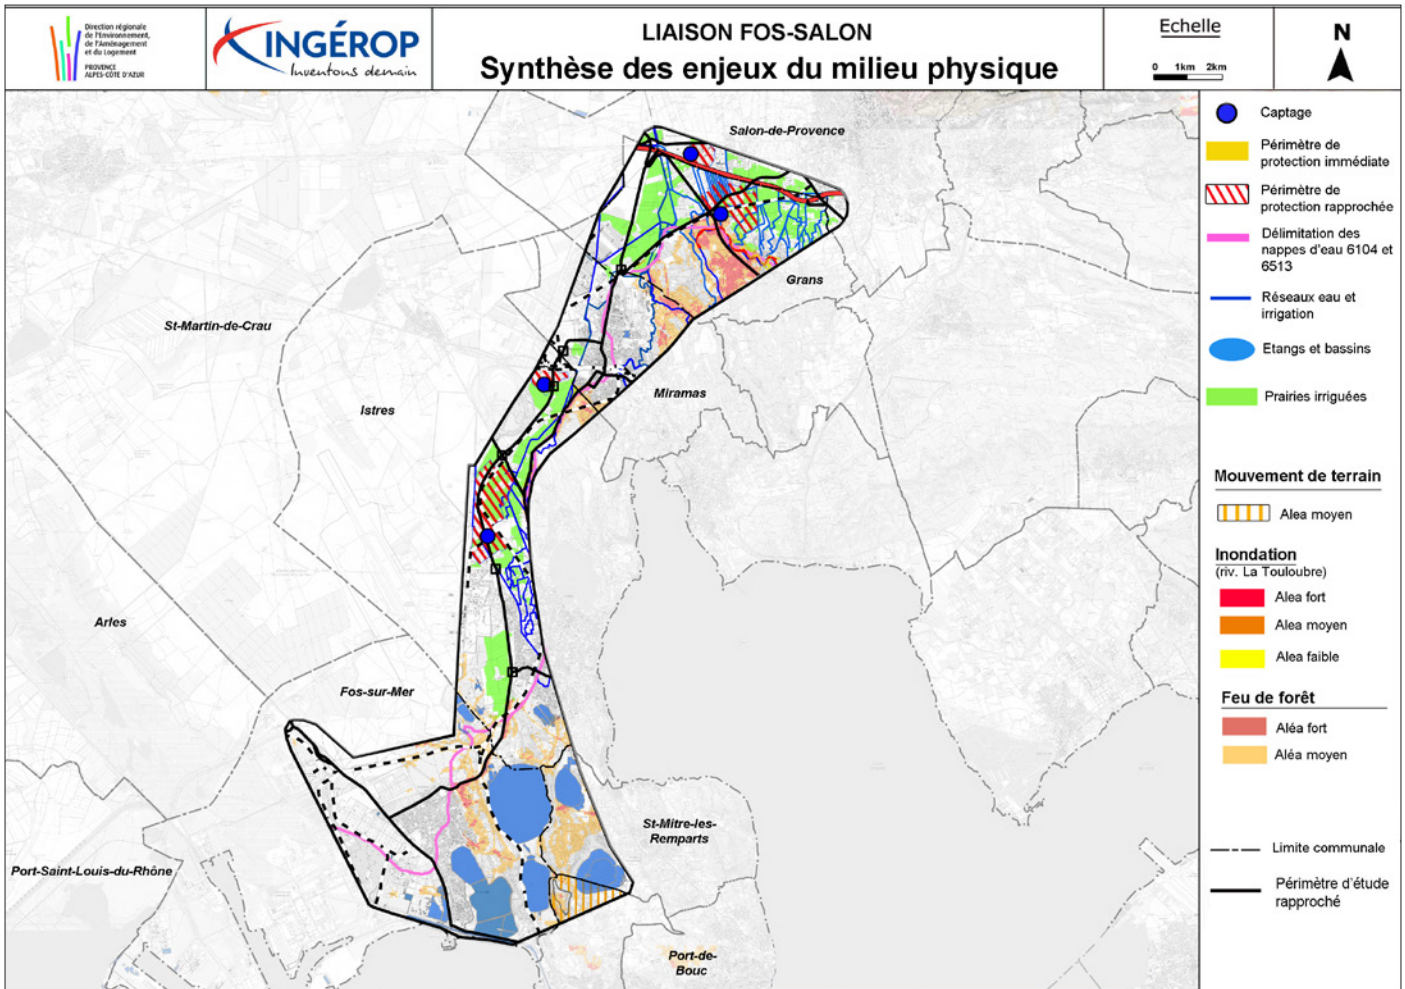 Direction régionale
de l'Environnement,
de l'Aménagement
et du Logement
PROVENCE
ALPES-CÔTE D'AZUR
INGÉROP
Inventons demain
LIAISON FOS-SALON
Synthèse des enjeux du milieu physique
Echelle
0 1km 2km
N
Salon-de-Provence
Grans
St-Martin-de-Crau
Miramas
Istres
Arles
Fos-sur-Mer
St-Mitre-les-
Remparts
Port-Saint-Louis-du-Rhône
Port-de-
Bouc
Captage
Périmètre de
protection immédiate
Périmètre de
protection rapprochée
Délimitation des
nappes d'eau 6104 et
6513
Réseaux eau et
irrigation
Etangs et bassins
Prairies irriguées
Mouvement de terrain
Alea moyen
Inondation
(riv. La Touloubre)
Alea fort
Alea moyen
Alea faible
Feu de forêt
Aléa fort
Aléa moyen
Limite communale
Périmètre d'étude
rapproché